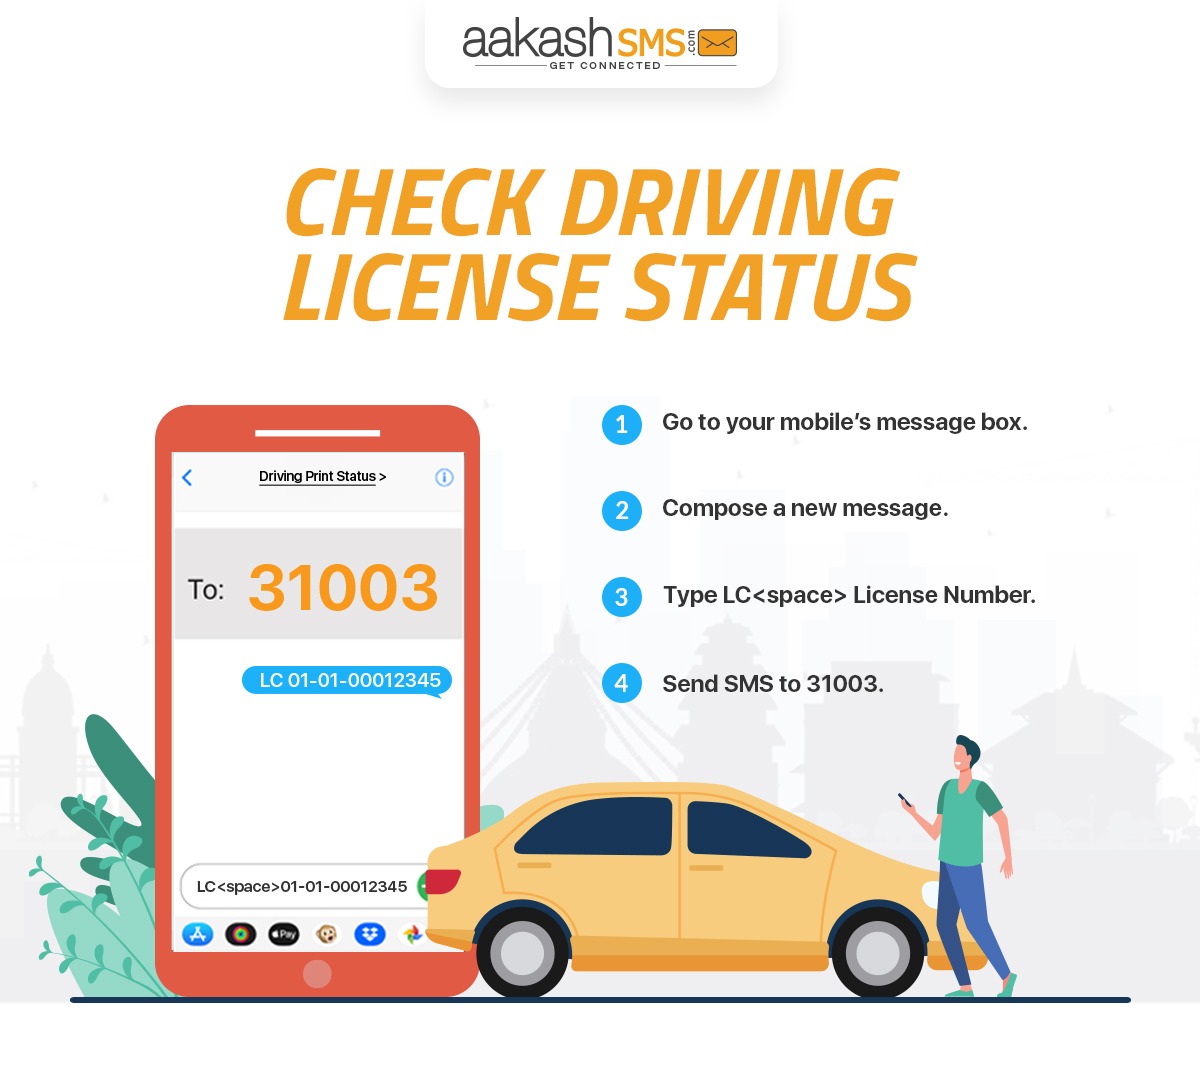 aakashSMS.com
GET CONNECTED
CHECK DRIVING
LICENSE STATUS
Driving Print Status >
To: 31003
LC 01-01-00012345
LC<space>01-01-00012345
Pay
1 Go to your mobile’s message box.
2 Compose a new message.
3 Type LC<space> License Number.
4 Send SMS to 31003.